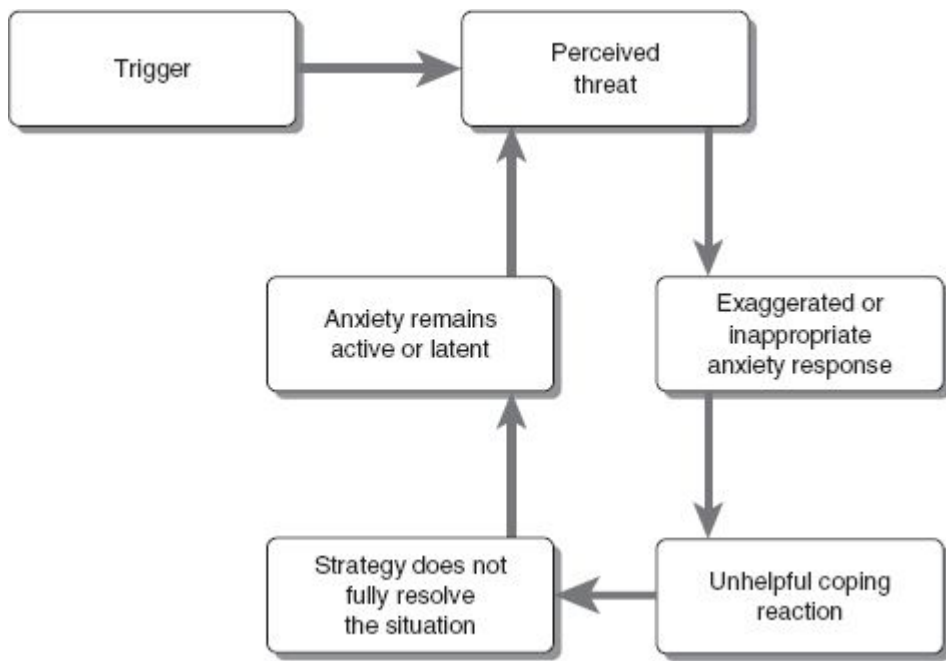 Trigger
Perceived
threat
Anxiety remains
active or latent
Exaggerated or
inappropriate
anxiety response
Strategy does not
fully resolve
the situation
Unhelpful coping
reaction